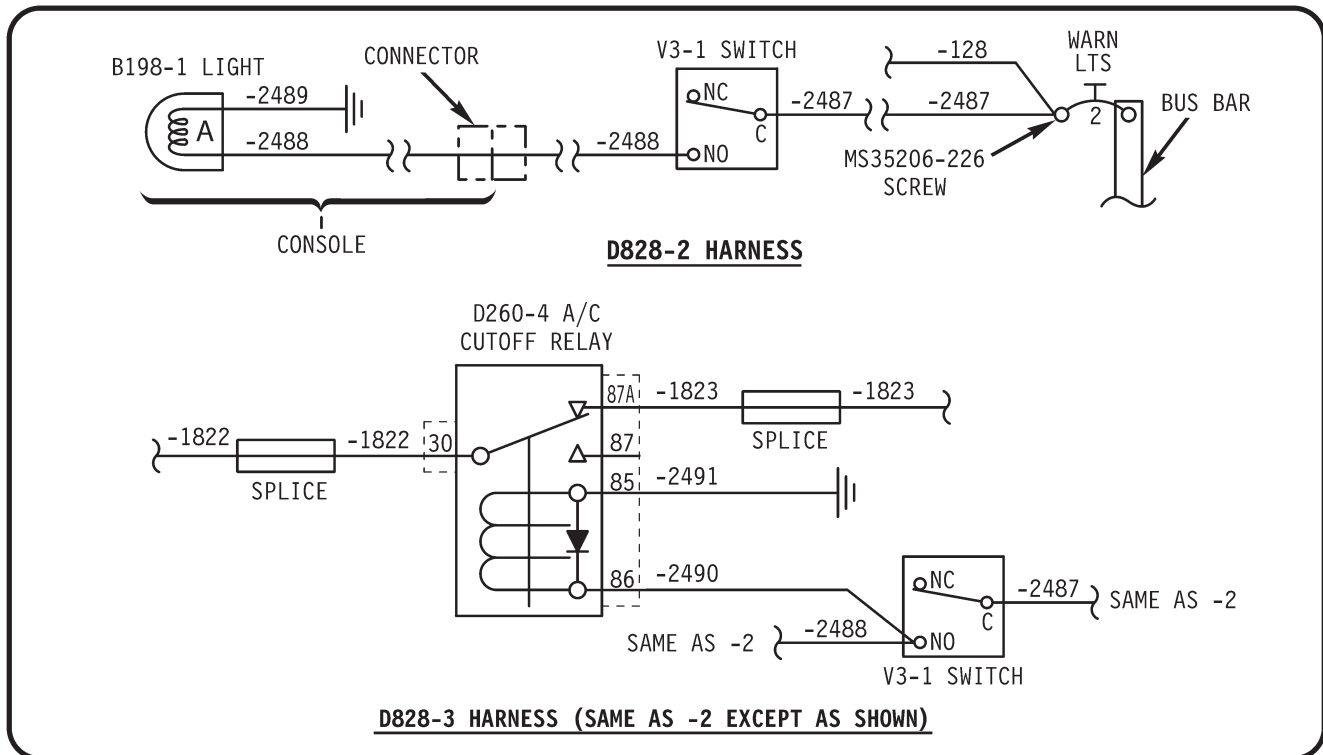 B198-1 LIGHT
CONNECTOR
V3-1 SWITCH
-128
WARN
LTS
BUS BAR
-2489
A
-2488
-2488
NC
C
NO
-2487
-2487
2
MS35206-226
SCREW
CONSOLE
D828-2 HARNESS
D260-4 A/C
CUTOFF RELAY
-1822
SPLICE
-1822
30
87A
-1823
SPLICE
-1823
87
85
-2491
86
-2490
NC
C
NO
-2487
SAME AS -2
SAME AS -2
-2488
V3-1 SWITCH
D828-3 HARNESS (SAME AS -2 EXCEPT AS SHOWN)